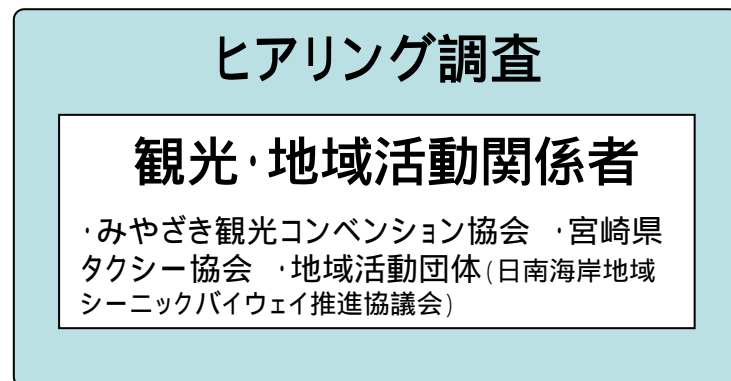 ヒアリング調査
観光・地域活動関係者
・みやざき観光コンベンション協会　・宮崎県
タクシー協会　・地域活動団体(日南海岸地域
シーニックバイウェイ推進協議会)